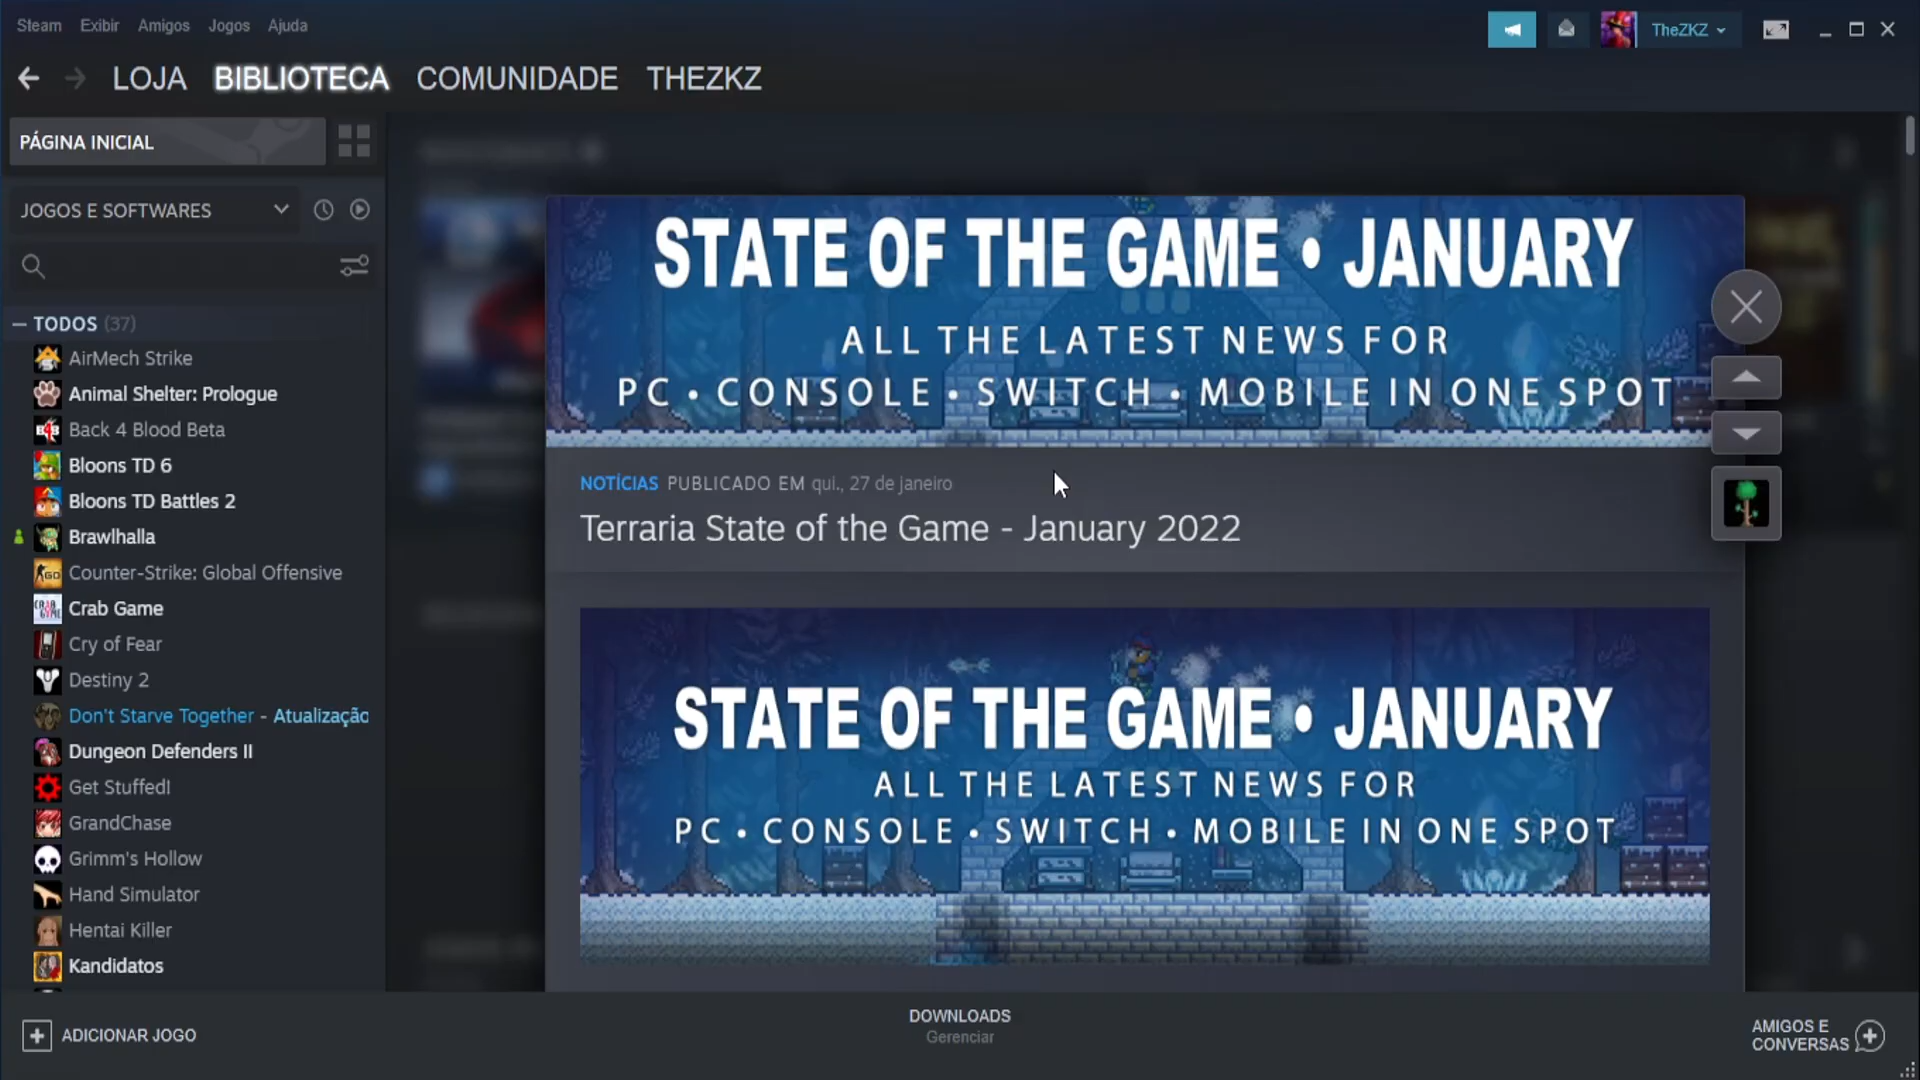 Steam Exibir Amigos Jogos Ajuda
TheZKZ
LOJA BIBLIOTECA COMUNIDADE THEZKZ
PÁGINA INICIAL
JOGOS E SOFTWARES
TODOS (37)
AirMech Strike
Animal Shelter: Prologue
Back 4 Blood Beta
Bloons TD 6
Bloons TD Battles 2
Brawlhalla
Counter-Strike: Global Offensive
Crab Game
Cry of Fear
Destiny 2
Don't Starve Together - Atualização
Dungeon Defenders II
Get Stuffed!
GrandChase
Grimm's Hollow
Hand Simulator
Hentai Killer
Kandidatos
STATE OF THE GAME • JANUARY
ALL THE LATEST NEWS FOR
PC • CONSOLE • SWITCH • MOBILE IN ONE SPOT
NOTÍCIAS PUBLICADO EM qui., 27 de janeiro
Terraria State of the Game - January 2022
STATE OF THE GAME • JANUARY
ALL THE LATEST NEWS FOR
PC • CONSOLE • SWITCH • MOBILE IN ONE SPOT
ADICIONAR JOGO
DOWNLOADS
Gerenciar
AMIGOS E
CONVERSAS